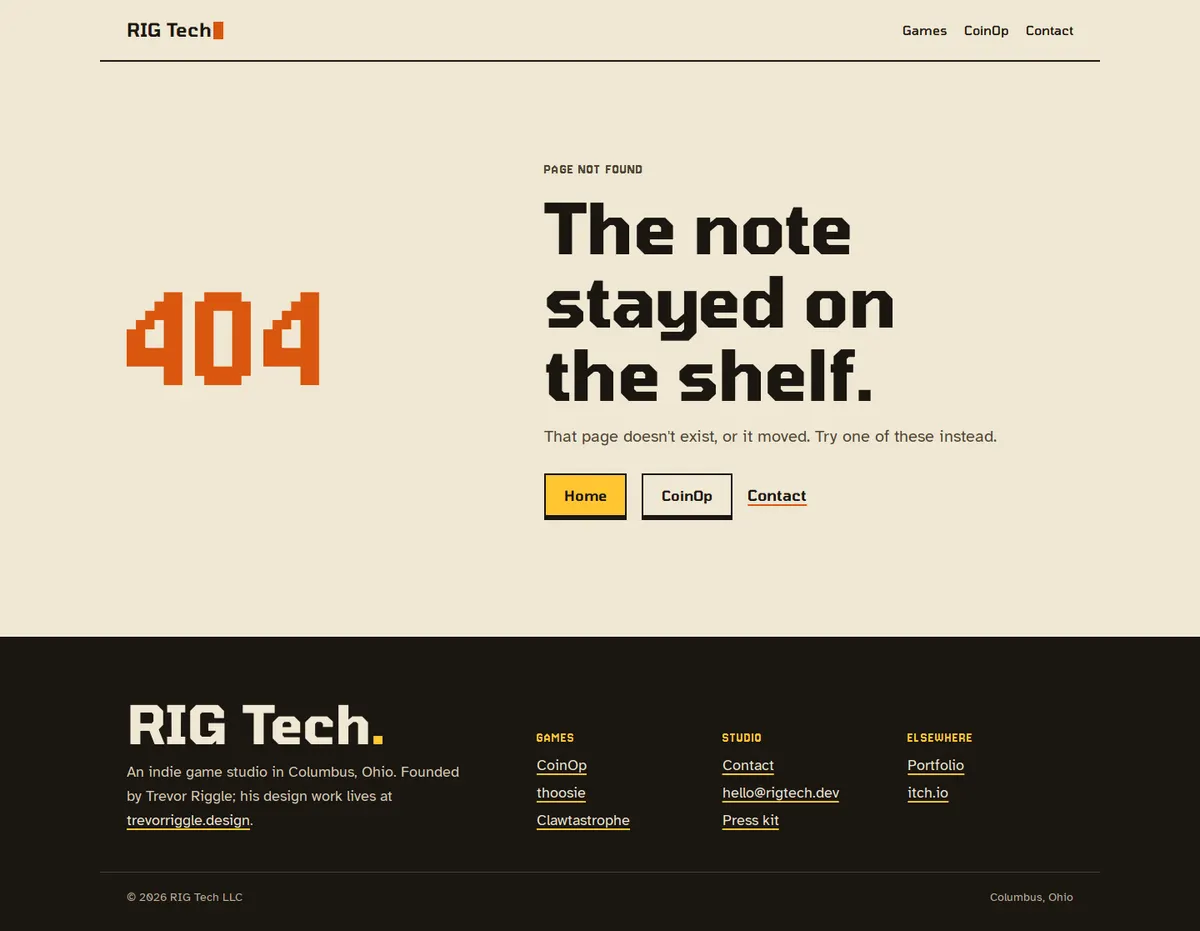 RIG Tech
Games CoinOp Contact
404
PAGE NOT FOUND
The note
stayed on
the shelf.
That page doesn't exist, or it moved. Try one of these instead.
Home CoinOp Contact
RIG Tech.
An indie game studio in Columbus, Ohio. Founded
by Trevor Riggle; his design work lives at
trevorriggle.design.
GAMES
CoinOp
thoosie
Clawtastrophe
STUDIO
Contact
hello@rigtech.dev
Press kit
ELSEWHERE
Portfolio
itch.io
© 2026 RIG Tech LLC
Columbus, Ohio